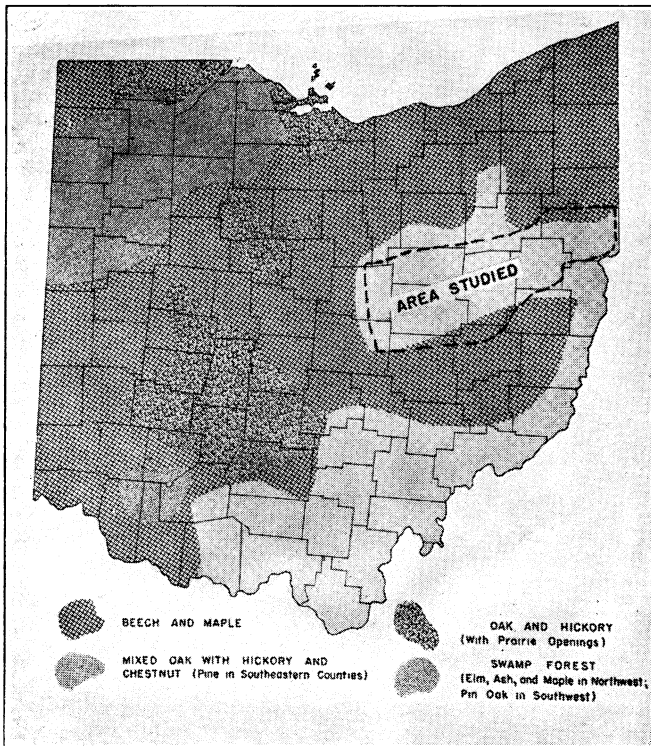 AREA STUDIED
BEECH AND MAPLE
MIXED OAK WITH HICKORY AND
CHESTNUT (Pine in Southeastern Counties)
OAK AND HICKORY
(With Prairie Openings)
SWAMP FOREST
(Elm, Ash, and Maple in Northwest;
Pin Oak in Southwest)